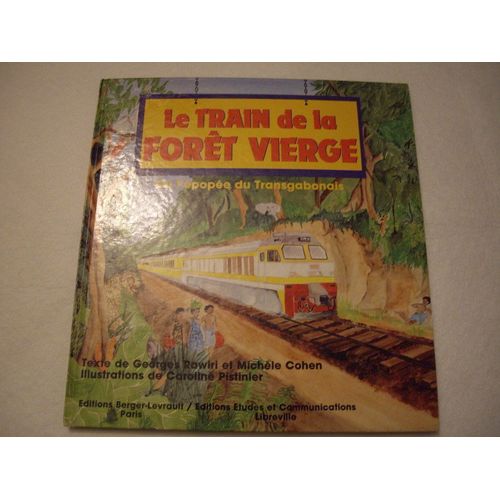 Le TRAIN de la
FORÊT VIERGE
l'épopée du Transgabonais
Texte de Georges Rawiri et Michèle Cohen
Illustrations de Caroline Pistinier
Editions Berger-Levrault / Editions Etudes et Communications
Paris Libreville